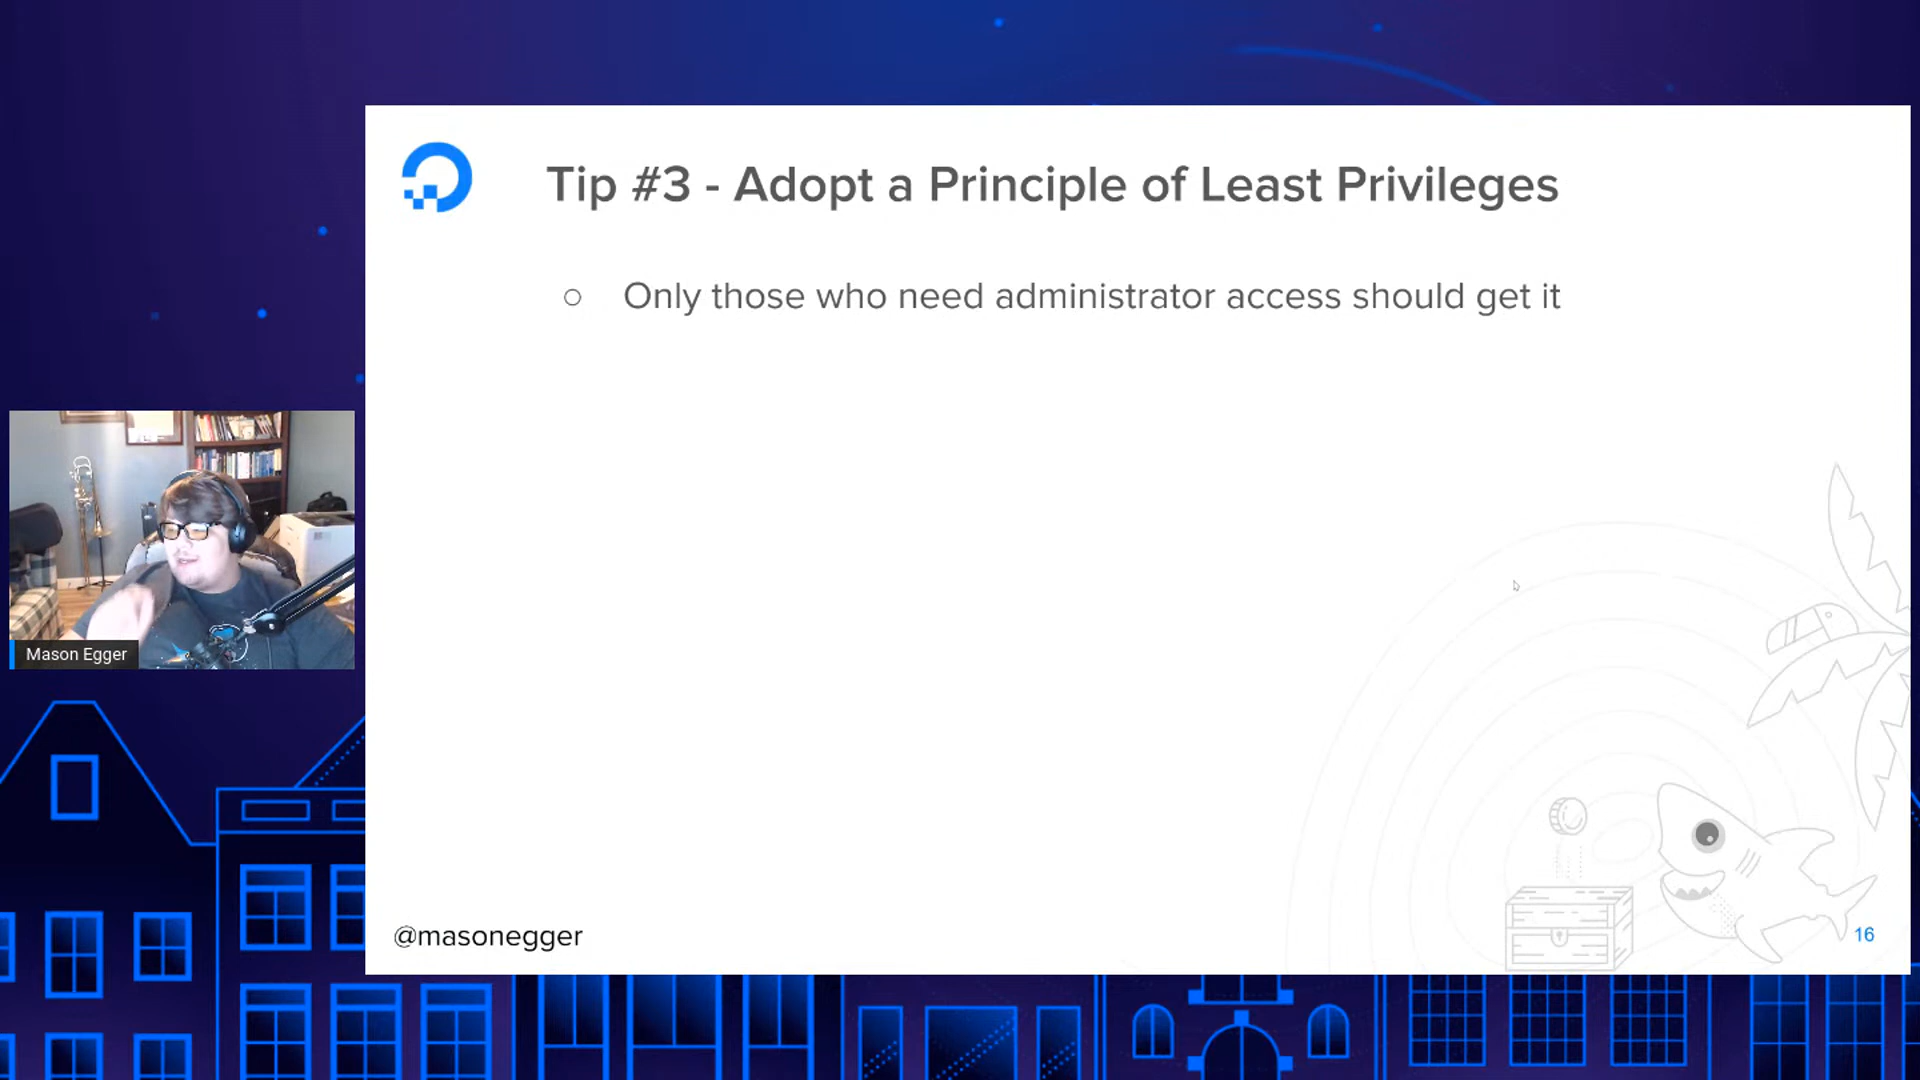 Tip #3 - Adopt a Principle of Least Privileges
○ Only those who need administrator access should get it
Mason Egger
@masonegger
16